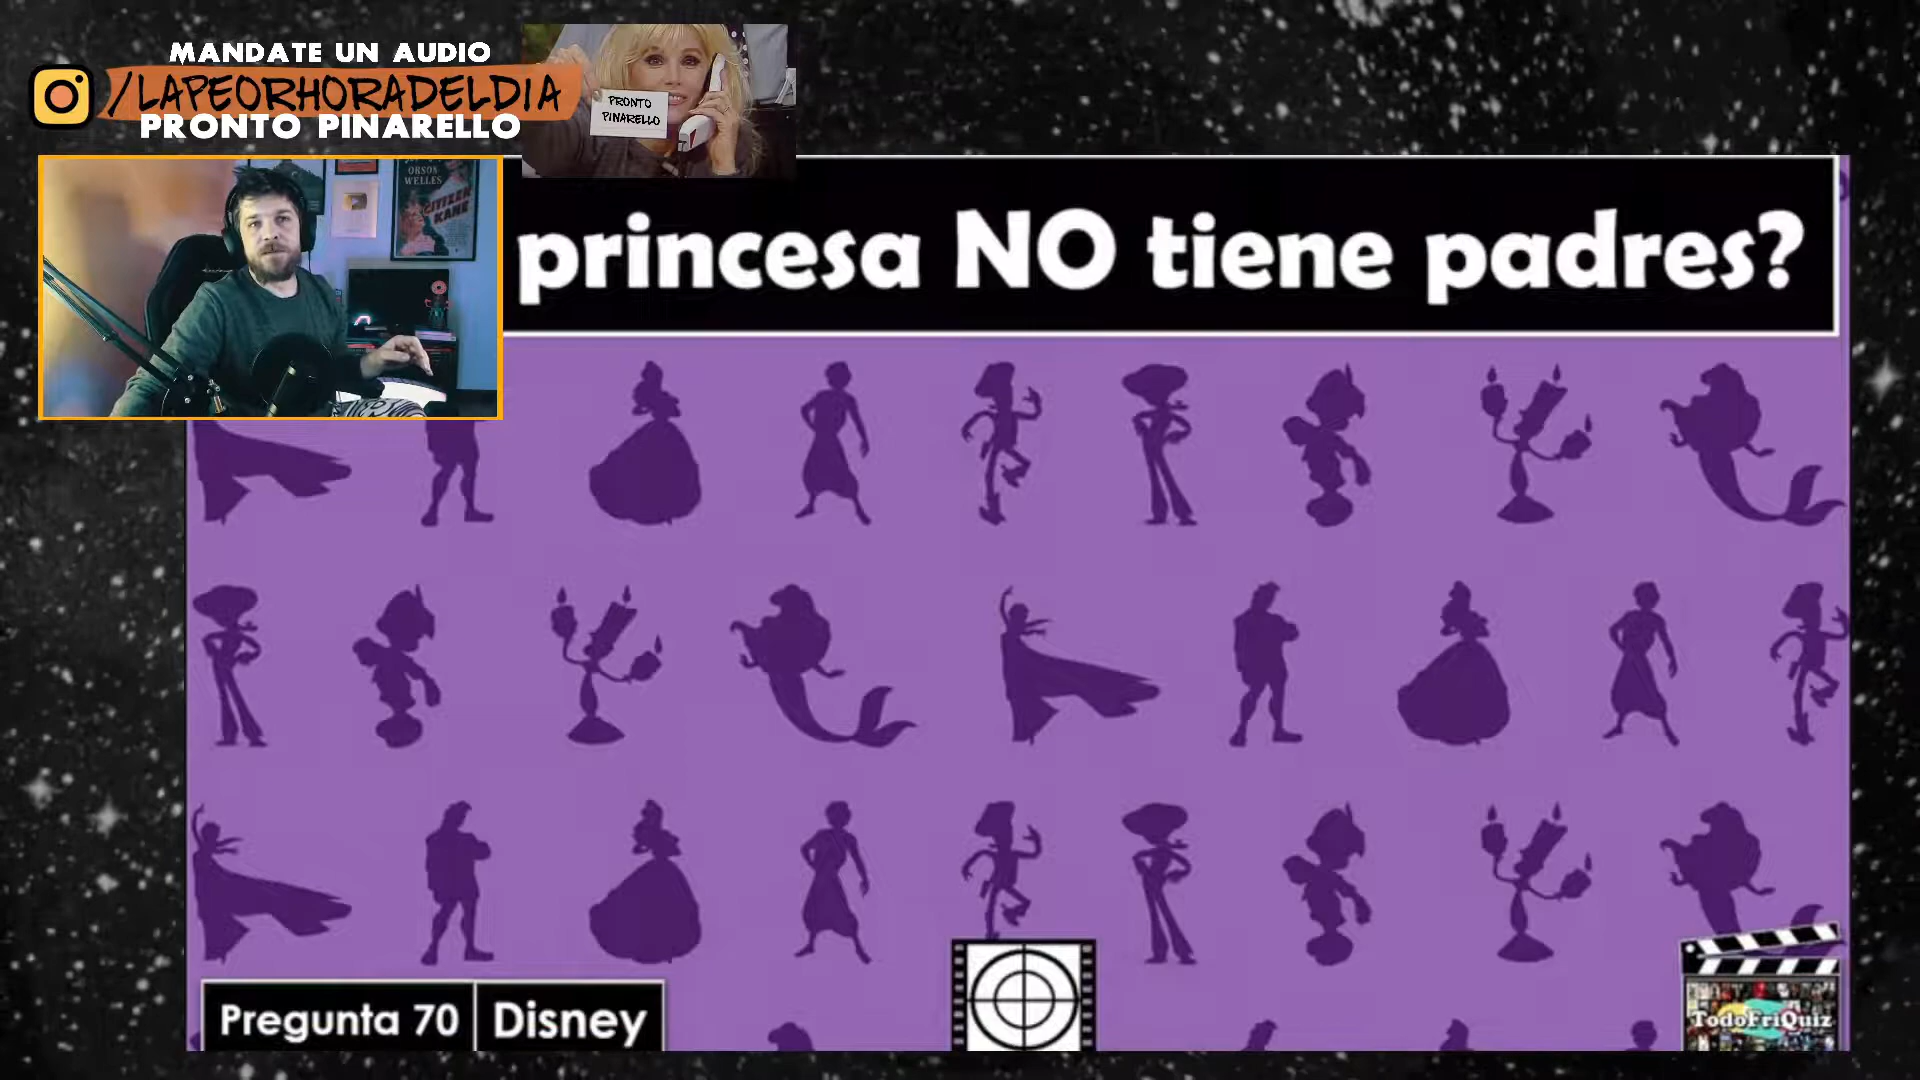 MANDATE UN AUDIO
/LAPEORHORADELDIA
PRONTO PINARELLO
PRONTO
PINARELLO
ORSON
WELLES
CITIZEN
KANE
princesa NO tiene padres?
Pregunta 70
Disney
TodoFriQuiz